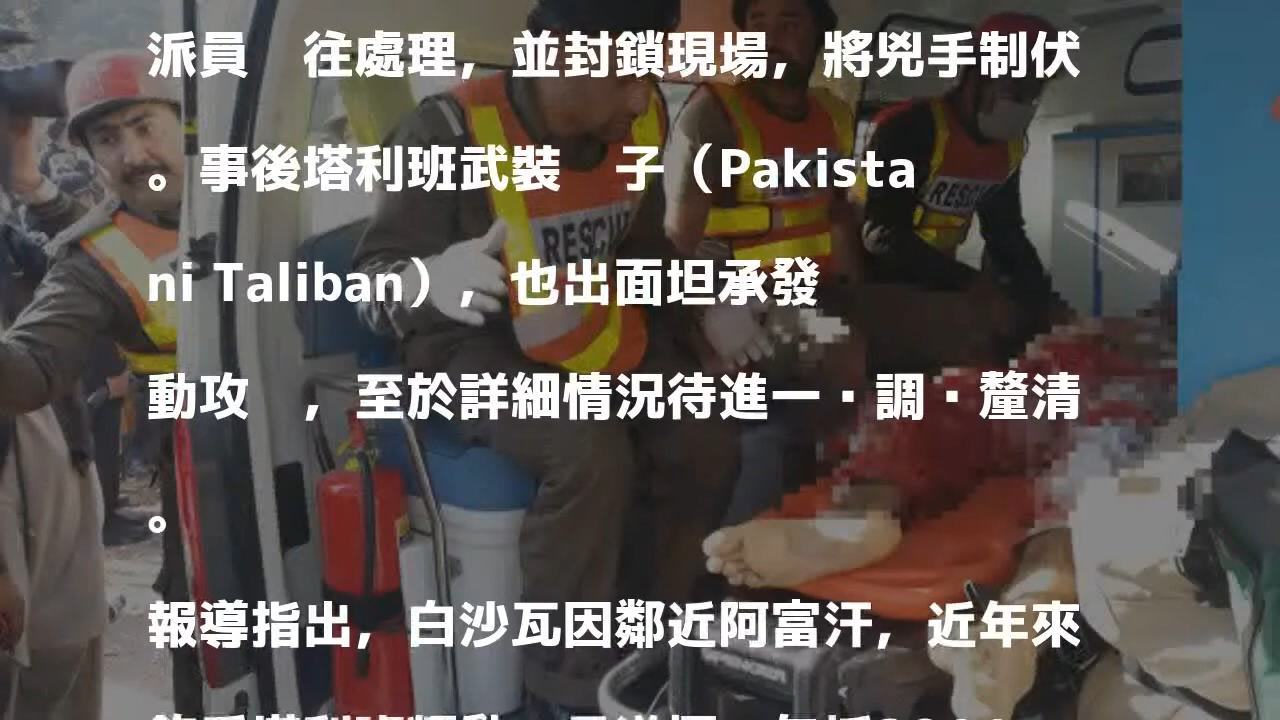 派員　往處理，並封鎖現場，將兇手制伏
。事後塔利班武裝　子（Pakista
ni Taliban），也出面坦承發
動攻　，至於詳細情況待進一·調·釐清
。
報導指出，白沙瓦因鄰近阿富汗，近年來
RESCUE
RESCUE